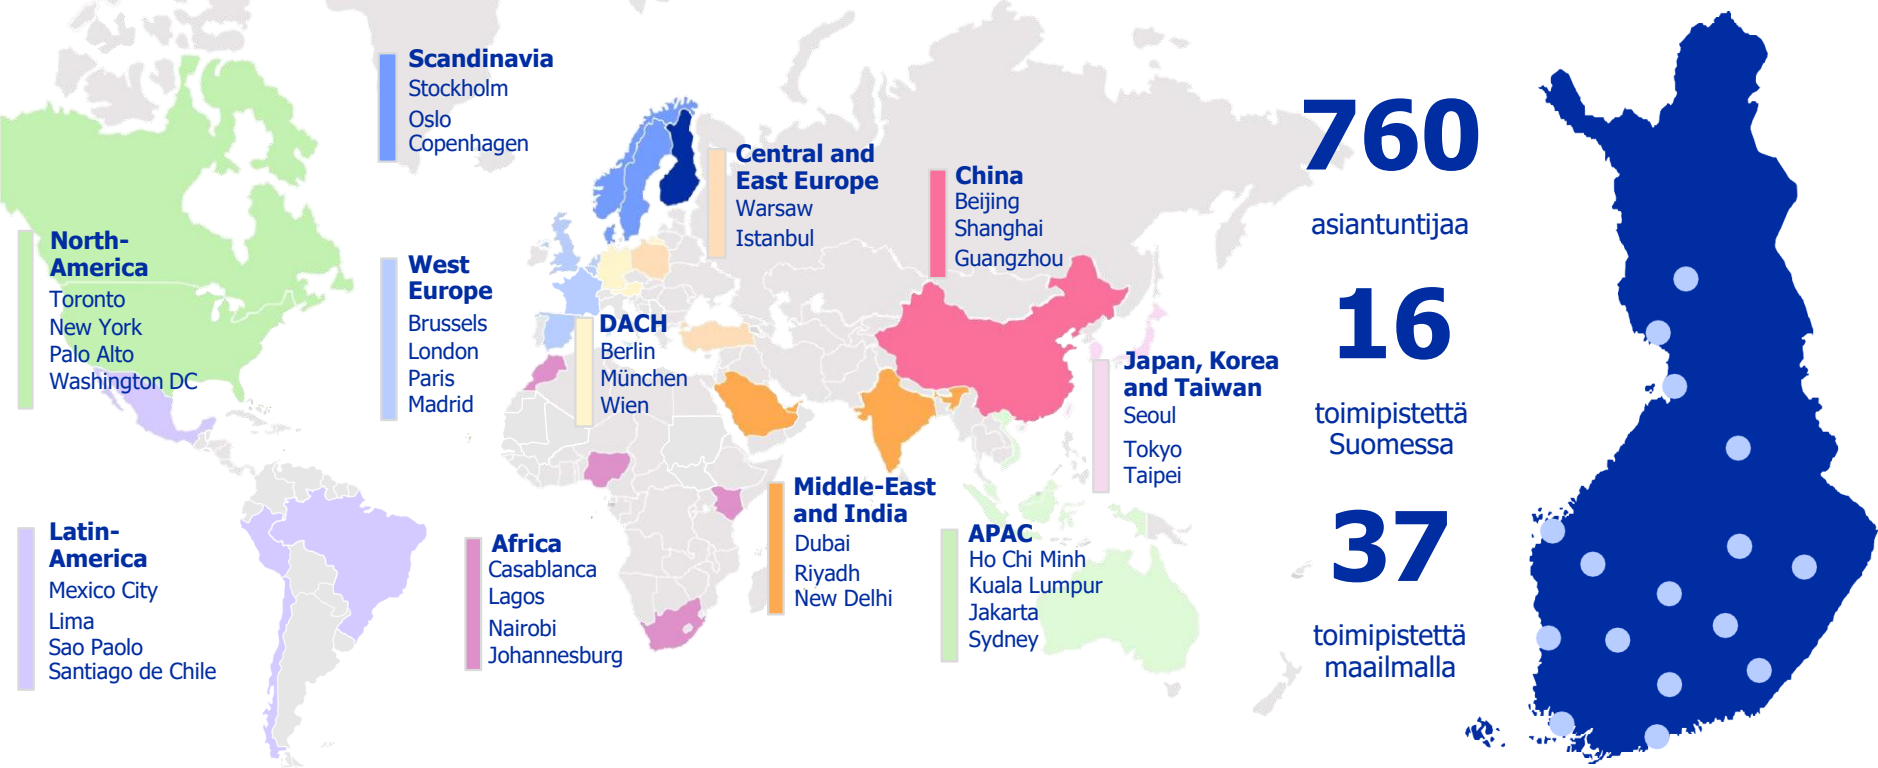 Scandinavia
Stockholm
Oslo
Copenhagen
North-
America
Toronto
New York
Palo Alto
Washington DC
West
Europe
Brussels
London
Paris
Madrid
Central and
East Europe
Warsaw
Istanbul
DACH
Berlin
München
Wien
China
Beijing
Shanghai
Guangzhou
Japan, Korea
and Taiwan
Seoul
Tokyo
Taipei
Latin-
America
Mexico City
Lima
Sao Paolo
Santiago de Chile
Africa
Casablanca
Lagos
Nairobi
Johannesburg
Middle-East
and India
Dubai
Riyadh
New Delhi
APAC
Ho Chi Minh
Kuala Lumpur
Jakarta
Sydney
760
asiantuntijaa
16
toimipistettä
Suomessa
37
toimipistettä
maailmalla